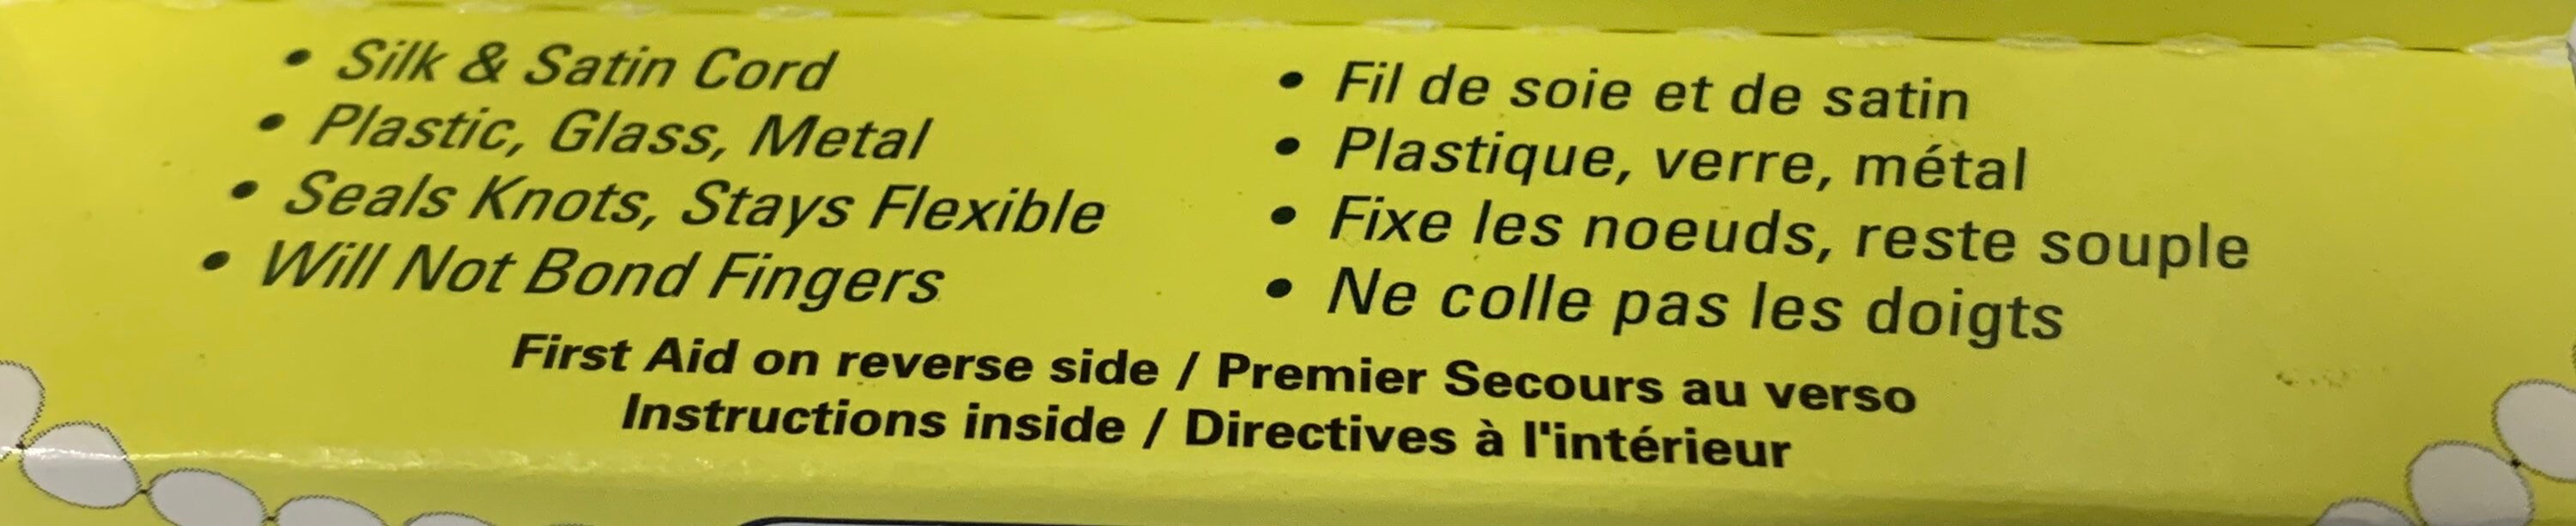 • Silk & Satin Cord
• Plastic, Glass, Metal
• Seals Knots, Stays Flexible
• Will Not Bond Fingers
• Fil de soie et de satin
• Plastique, verre, métal
• Fixe les noeuds, reste souple
• Ne colle pas les doigts
First Aid on reverse side / Premier Secours au verso
Instructions inside / Directives à l'intérieur